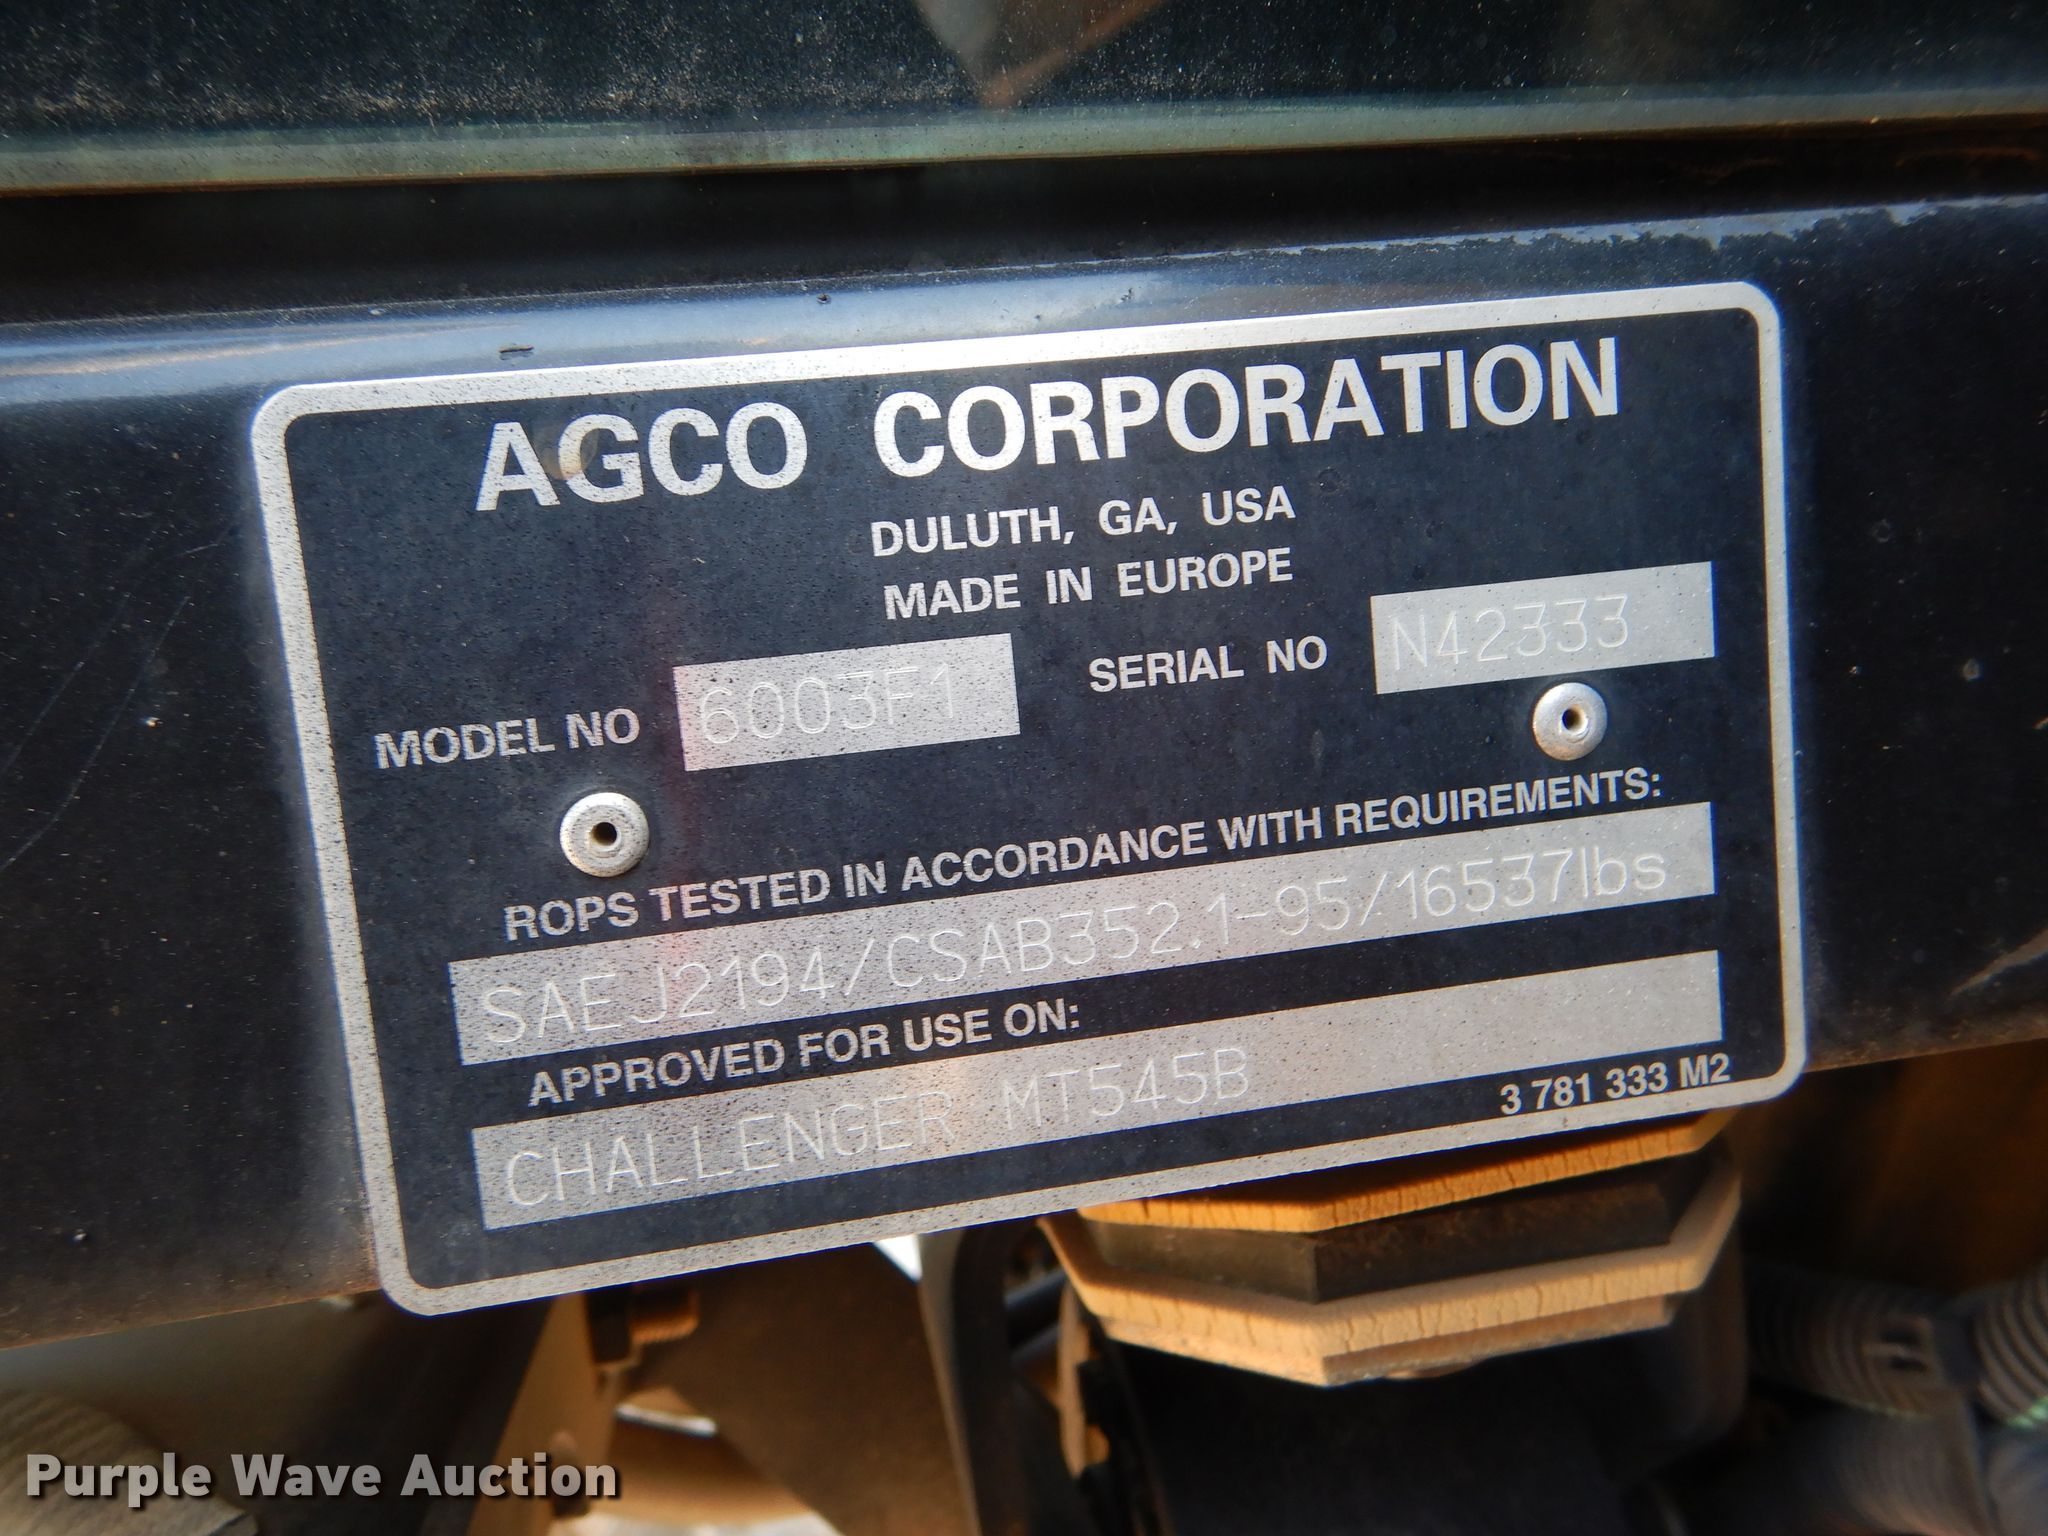 AGCO CORPORATION
DULUTH, GA, USA
MADE IN EUROPE
MODEL NO 6003F1 SERIAL NO N42333
ROPS TESTED IN ACCORDANCE WITH REQUIREMENTS:
SAEJ2194/CSAB352.1-95/16537lbs
APPROVED FOR USE ON:
CHALLENGER MT545B
3 781 333 M2
Purple Wave Auction